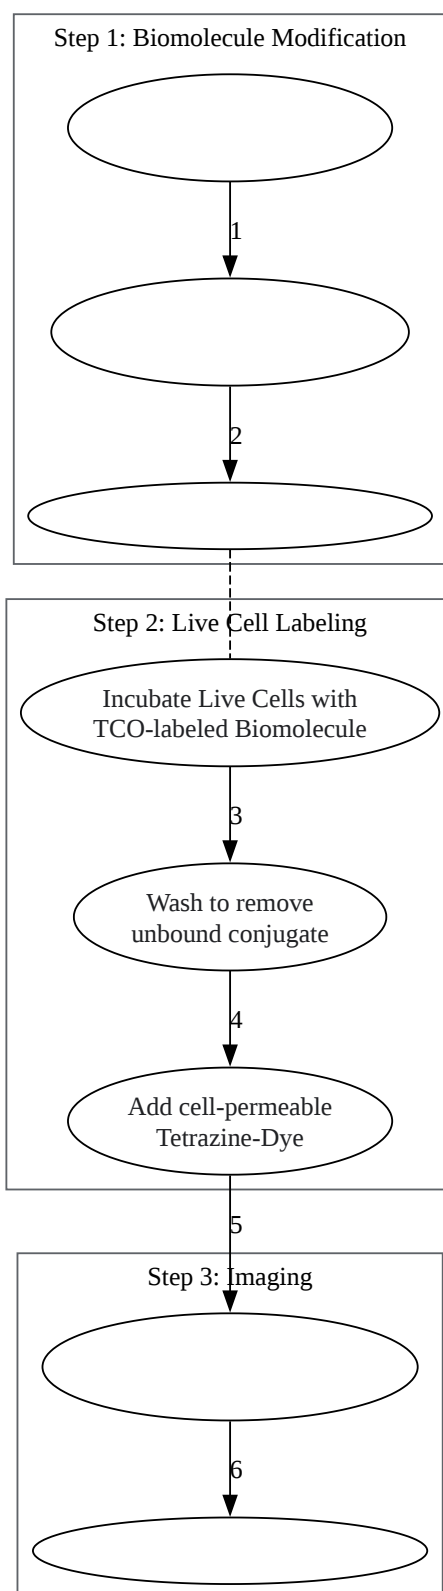 Step 1: Biomolecule Modification
1
2
Step 2: Live Cell Labeling
Incubate Live Cells with
TCO-labeled Biomolecule
3
Wash to remove
unbound conjugate
4
Add cell-permeable
Tetrazine-Dye
5
Step 3: Imaging
6